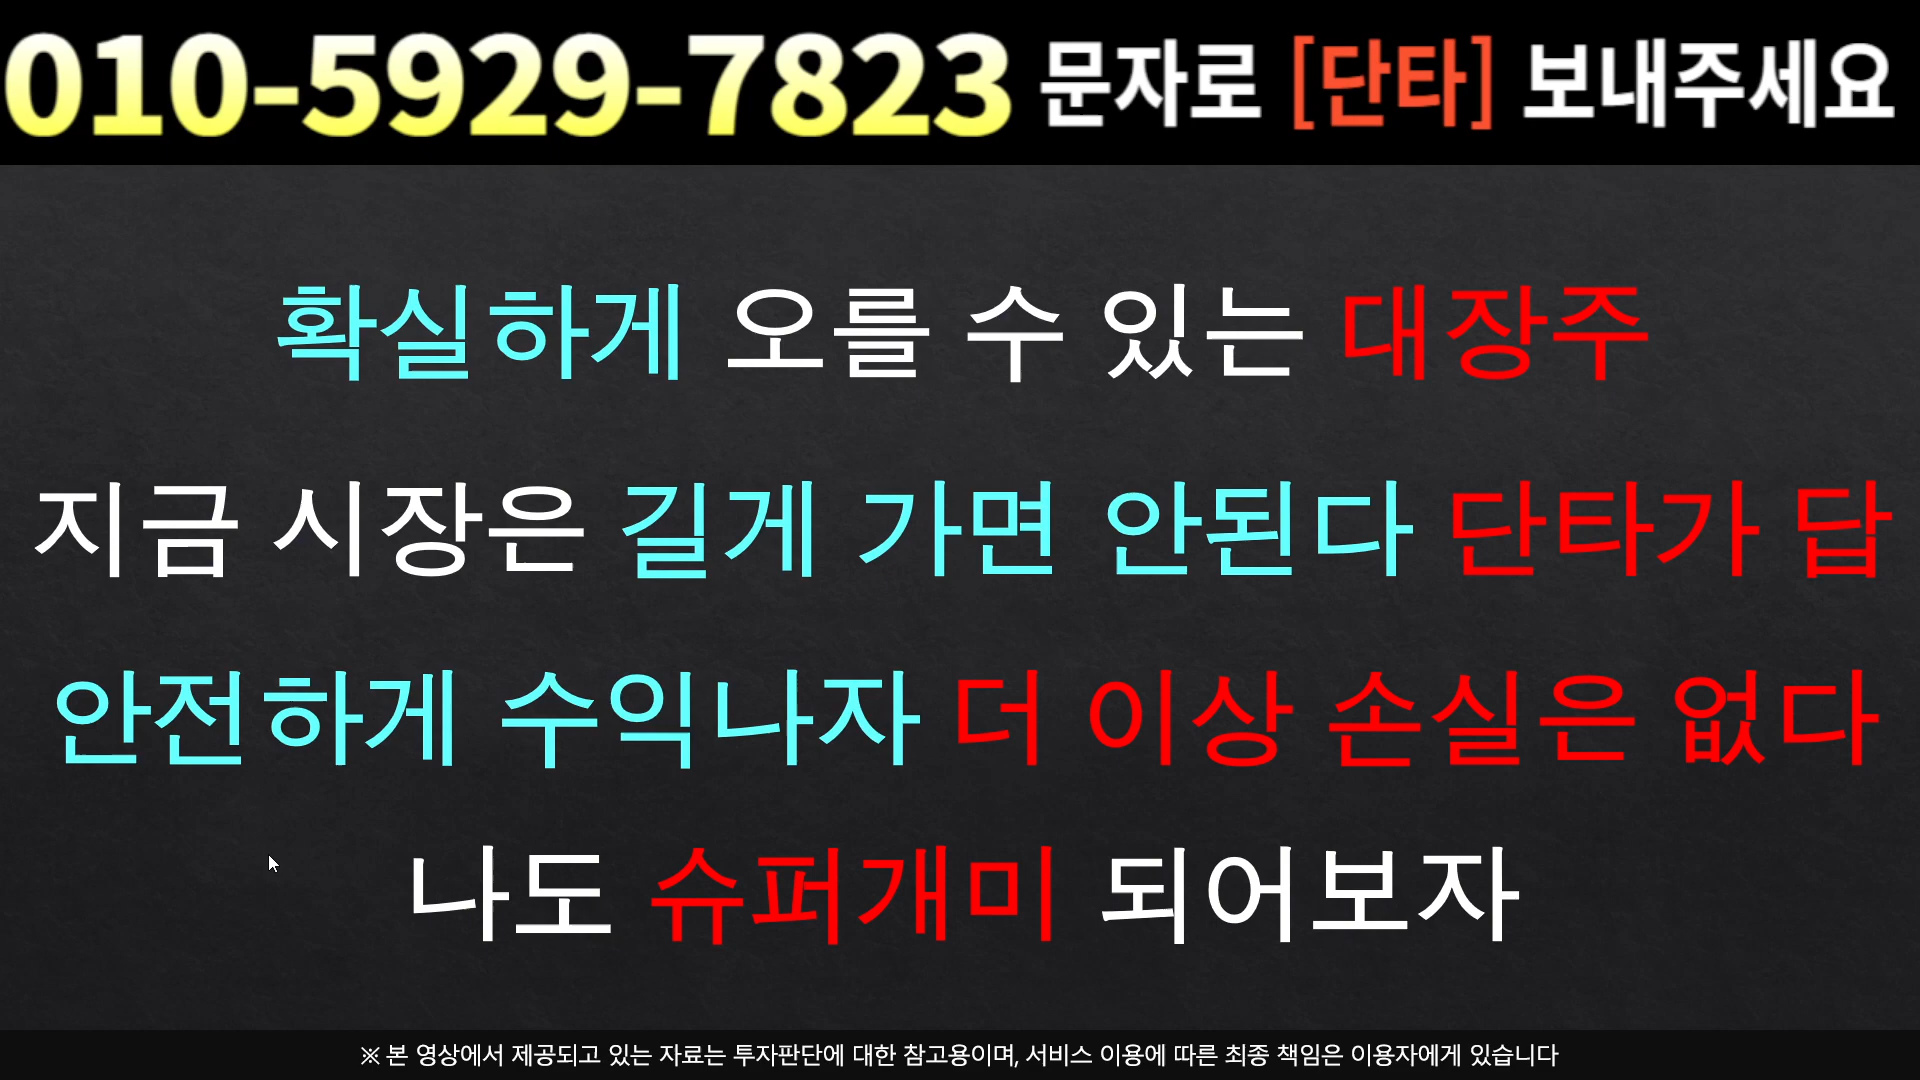 010-5929-7823 문자로 [단타] 보내주세요
확실하게 오를 수 있는 대장주
지금 시장은 길게 가면 안된다 단타가 답
안전하게 수익나자 더 이상 손실은 없다
나도 슈퍼개미 되어보자
※ 본 영상에서 제공되고 있는 자료는 투자판단에 대한 참고용이며, 서비스 이용에 따른 최종 책임은 이용자에게 있습니다